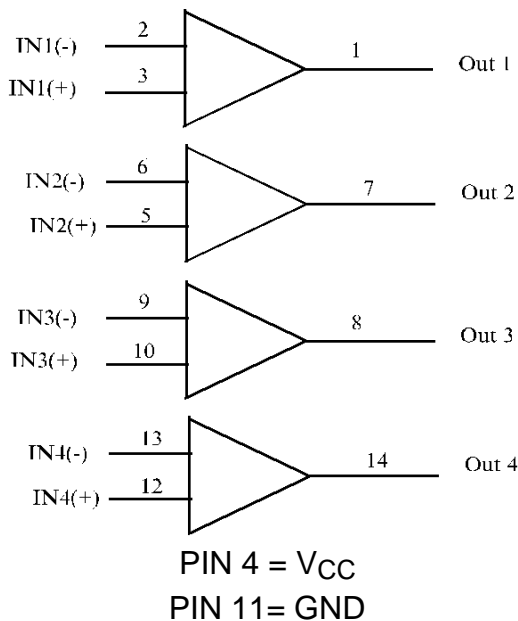 IN1(-) 2
1 Out 1
IN1(+) 3
IN2(-) 6
7 Out 2
IN2(+) 5
IN3(-) 9
8 Out 3
IN3(+) 10
IN4(-) 13
14 Out 4
IN4(+) 12
PIN 4 = VCC
PIN 11= GND